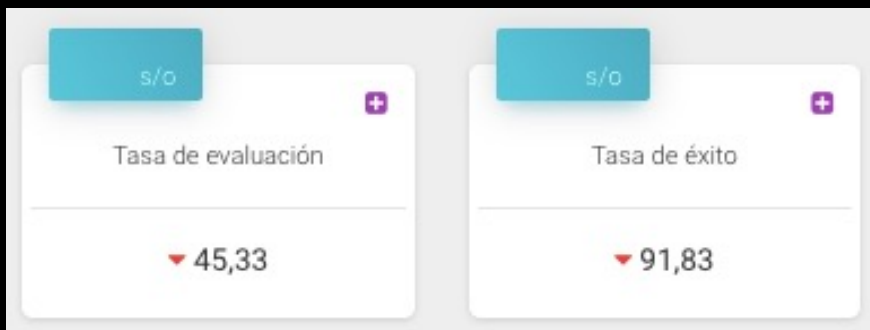 s/o
Tasa de evaluación
45,33
s/o
Tasa de éxito
91,83